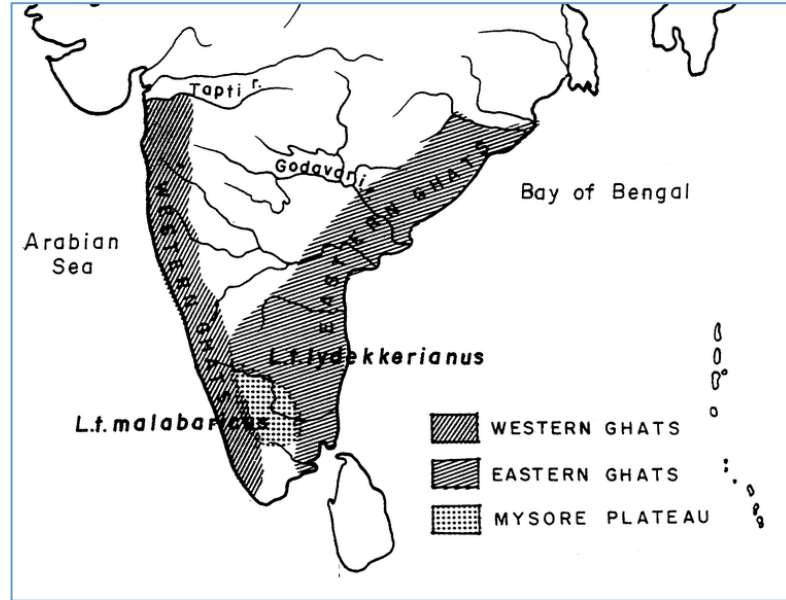 Tapti r.
Godavari r.
WESTERN GHATS
EASTERN GHATS
Bay of Bengal
Arabian
Sea
L.t.lydekkerianus
L.t.malabaricus
WESTERN GHATS
EASTERN GHATS
MYSORE PLATEAU